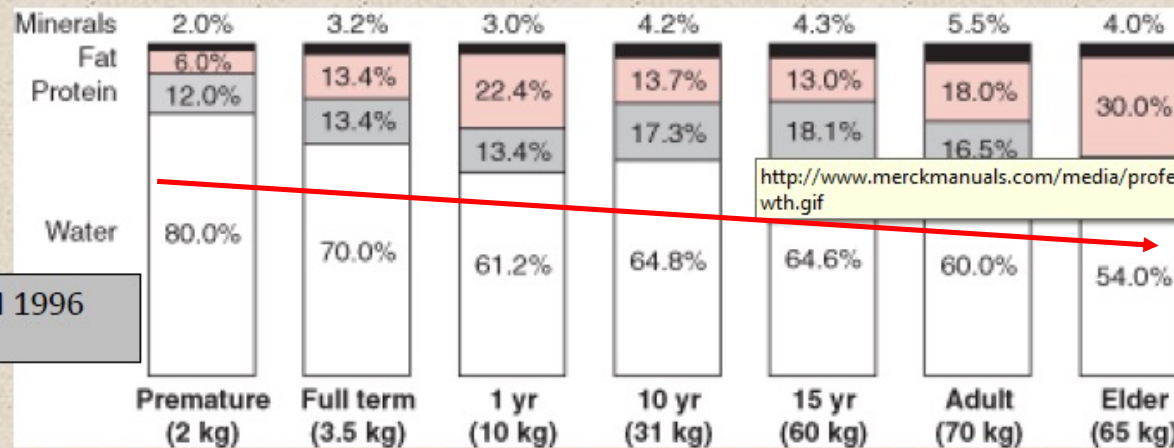 Minerals 2.0% 3.2% 3.0% 4.2% 4.3% 5.5% 4.0%
Fat 6.0% 13.4% 22.4% 13.7% 13.0% 18.0% 30.0%
Protein 12.0% 13.4% 13.4% 17.3% 18.1% 16.5%
http://www.merckmanuals.com/media/profe
wth.gif
Water 80.0% 70.0% 61.2% 64.8% 64.6% 60.0% 54.0%
1996
Premature Full term 1 yr 10 yr 15 yr Adult Elder
(2 kg) (3.5 kg) (10 kg) (31 kg) (60 kg) (70 kg) (65 kg